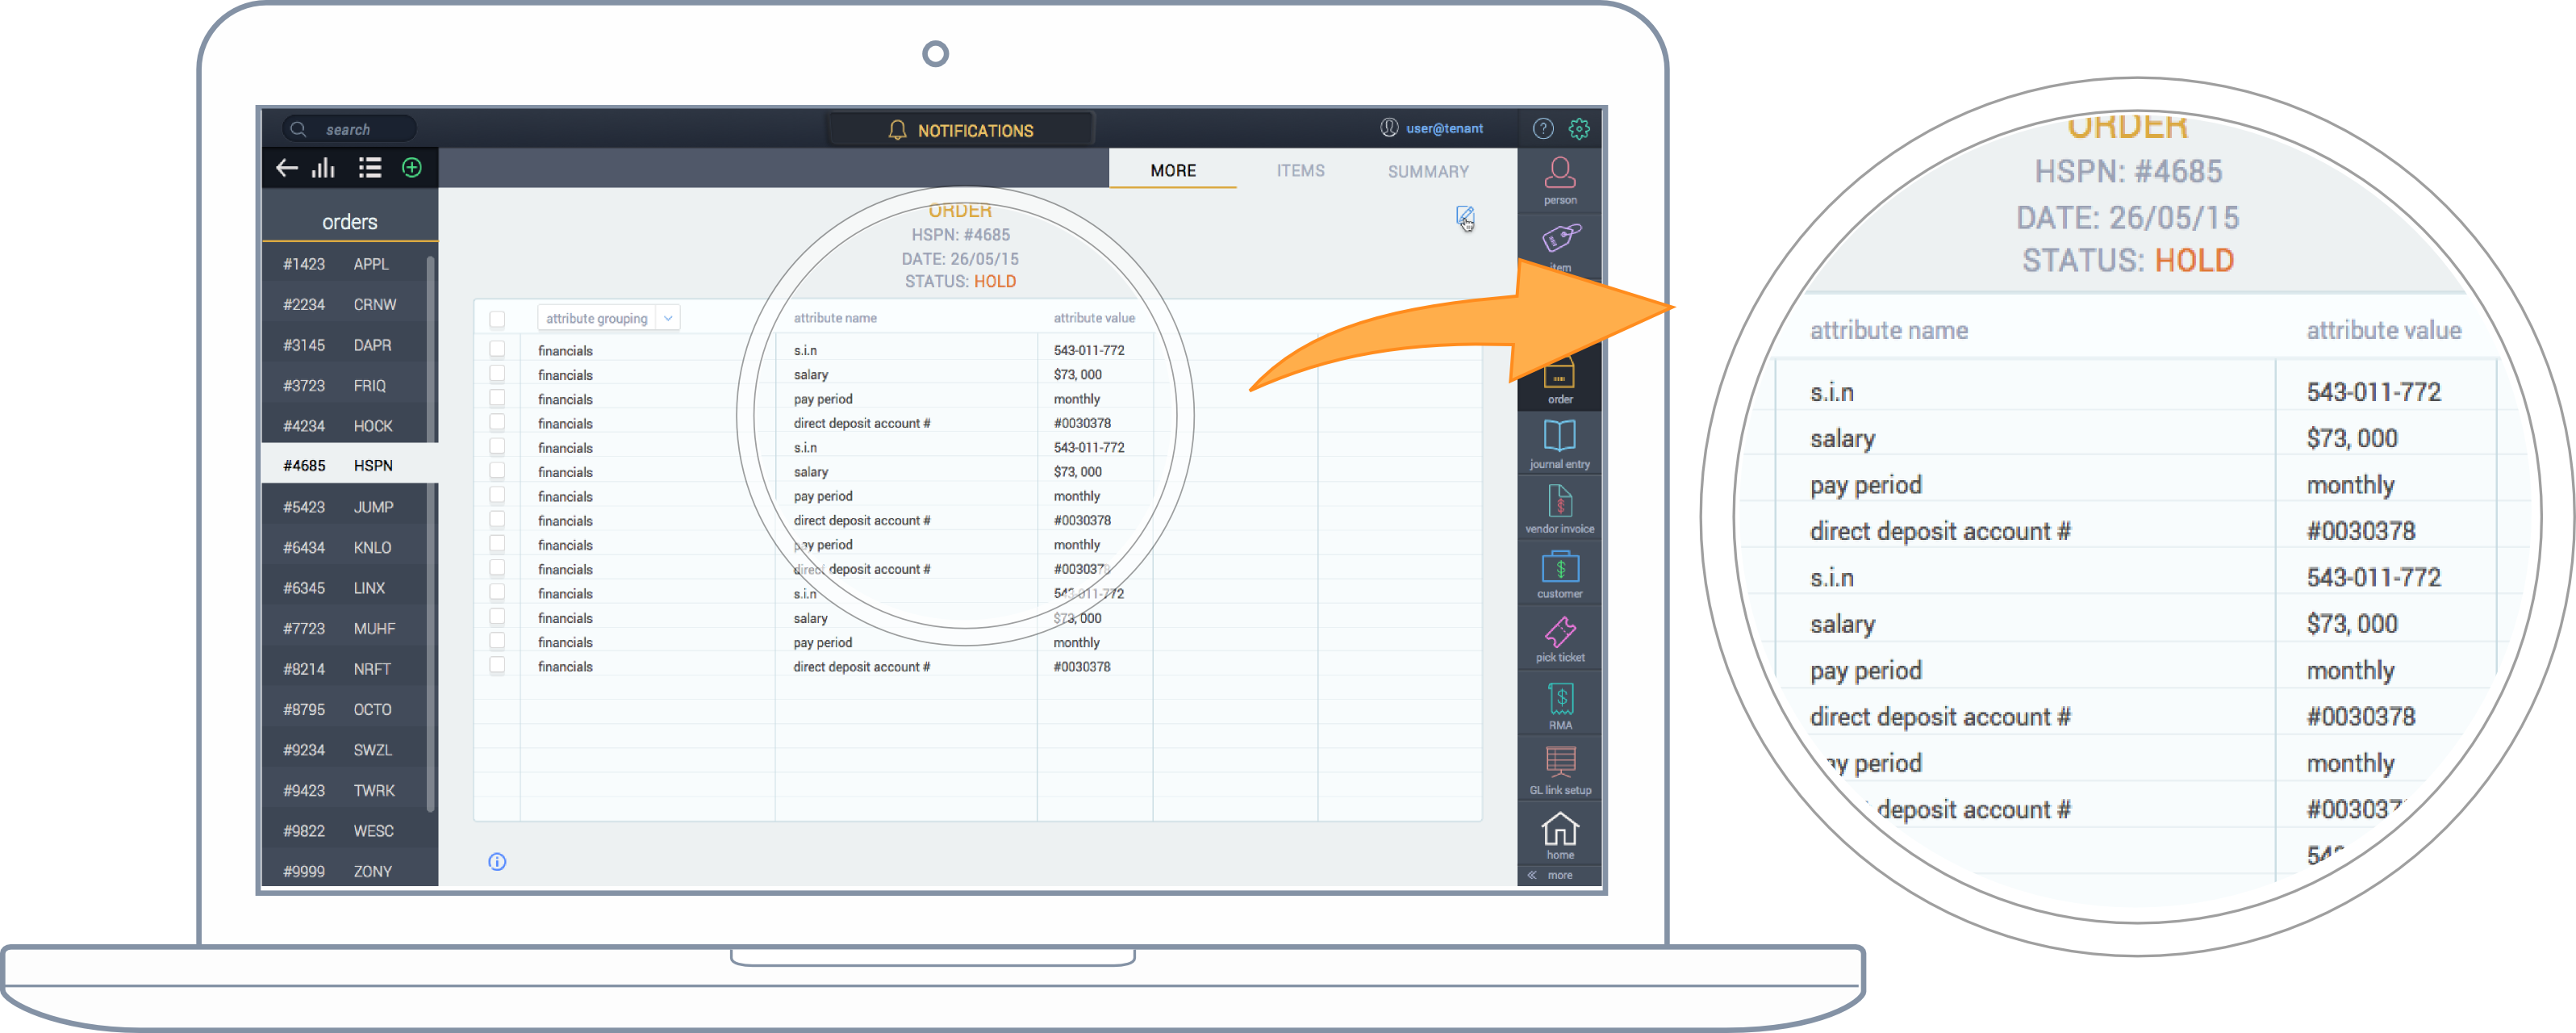 search
NOTIFICATIONS
user@tenant
MORE ITEMS SUMMARY
orders
#1423 APPL
#2234 CRNW
#3145 DAPR
#3723 FRIQ
#4234 HOCK
#4685 HSPN
#5423 JUMP
#6434 KNLO
#6345 LINX
#7723 MUHF
#8214 NRFT
#8795 OCTO
#9234 SWZL
#9423 TWRK
#9822 WESC
#9999 ZONY
ORDER
HSPN: #4685
DATE: 26/05/15
STATUS: HOLD
attribute grouping attribute name attribute value
financials s.i.n 543-011-772
financials salary $73, 000
financials pay period monthly
financials direct deposit account # #0030378
financials s.i.n 543-011-772
financials salary $73, 000
financials pay period monthly
financials direct deposit account # #0030378
financials pay period monthly
financials direct deposit account # #0030378
financials s.i.n 543-011-772
financials salary $73, 000
financials pay period monthly
financials direct deposit account # #0030378
person
item
order
journal entry
vendor invoice
customer
pick ticket
RMA
GL link setup
home
more
ORDER
HSPN: #4685
DATE: 26/05/15
STATUS: HOLD
attribute name attribute value
s.i.n 543-011-772
salary $73, 000
pay period monthly
direct deposit account # #0030378
s.i.n 543-011-772
salary $73, 000
pay period monthly
direct deposit account # #0030378
pay period monthly
deposit account # #003037